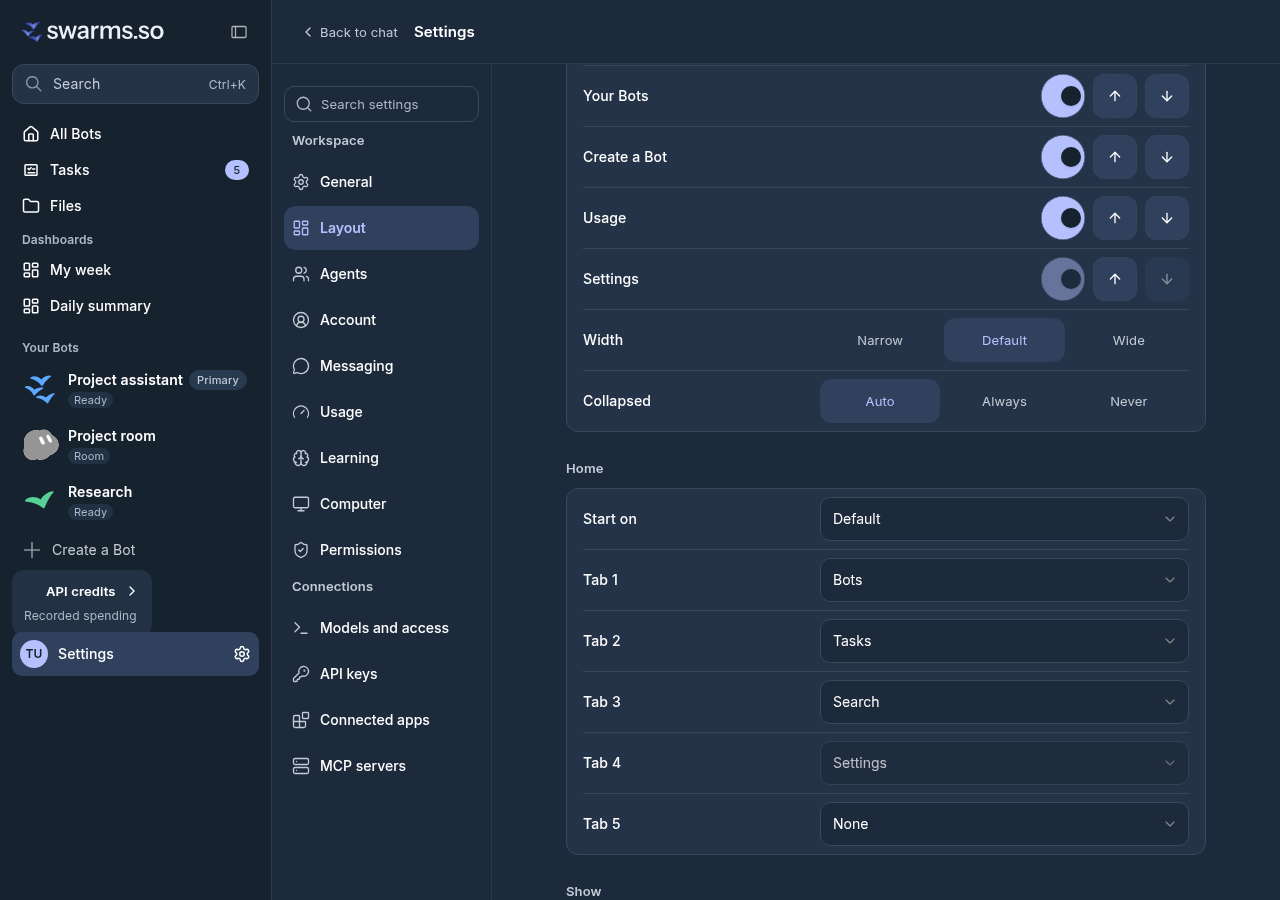 swarms.so
Search Ctrl+K
All Bots
Tasks 5
Files
Dashboards
My week
Daily summary
Your Bots
Project assistant Primary
Ready
Project room
Room
Research
Ready
Create a Bot
API credits
Recorded spending
TU Settings
Back to chat Settings
Search settings
Workspace
General
Layout
Agents
Account
Messaging
Usage
Learning
Computer
Permissions
Connections
Models and access
API keys
Connected apps
MCP servers
Your Bots
Create a Bot
Usage
Settings
Width Narrow Default Wide
Collapsed Auto Always Never
Home
Start on Default
Tab 1 Bots
Tab 2 Tasks
Tab 3 Search
Tab 4 Settings
Tab 5 None
Show